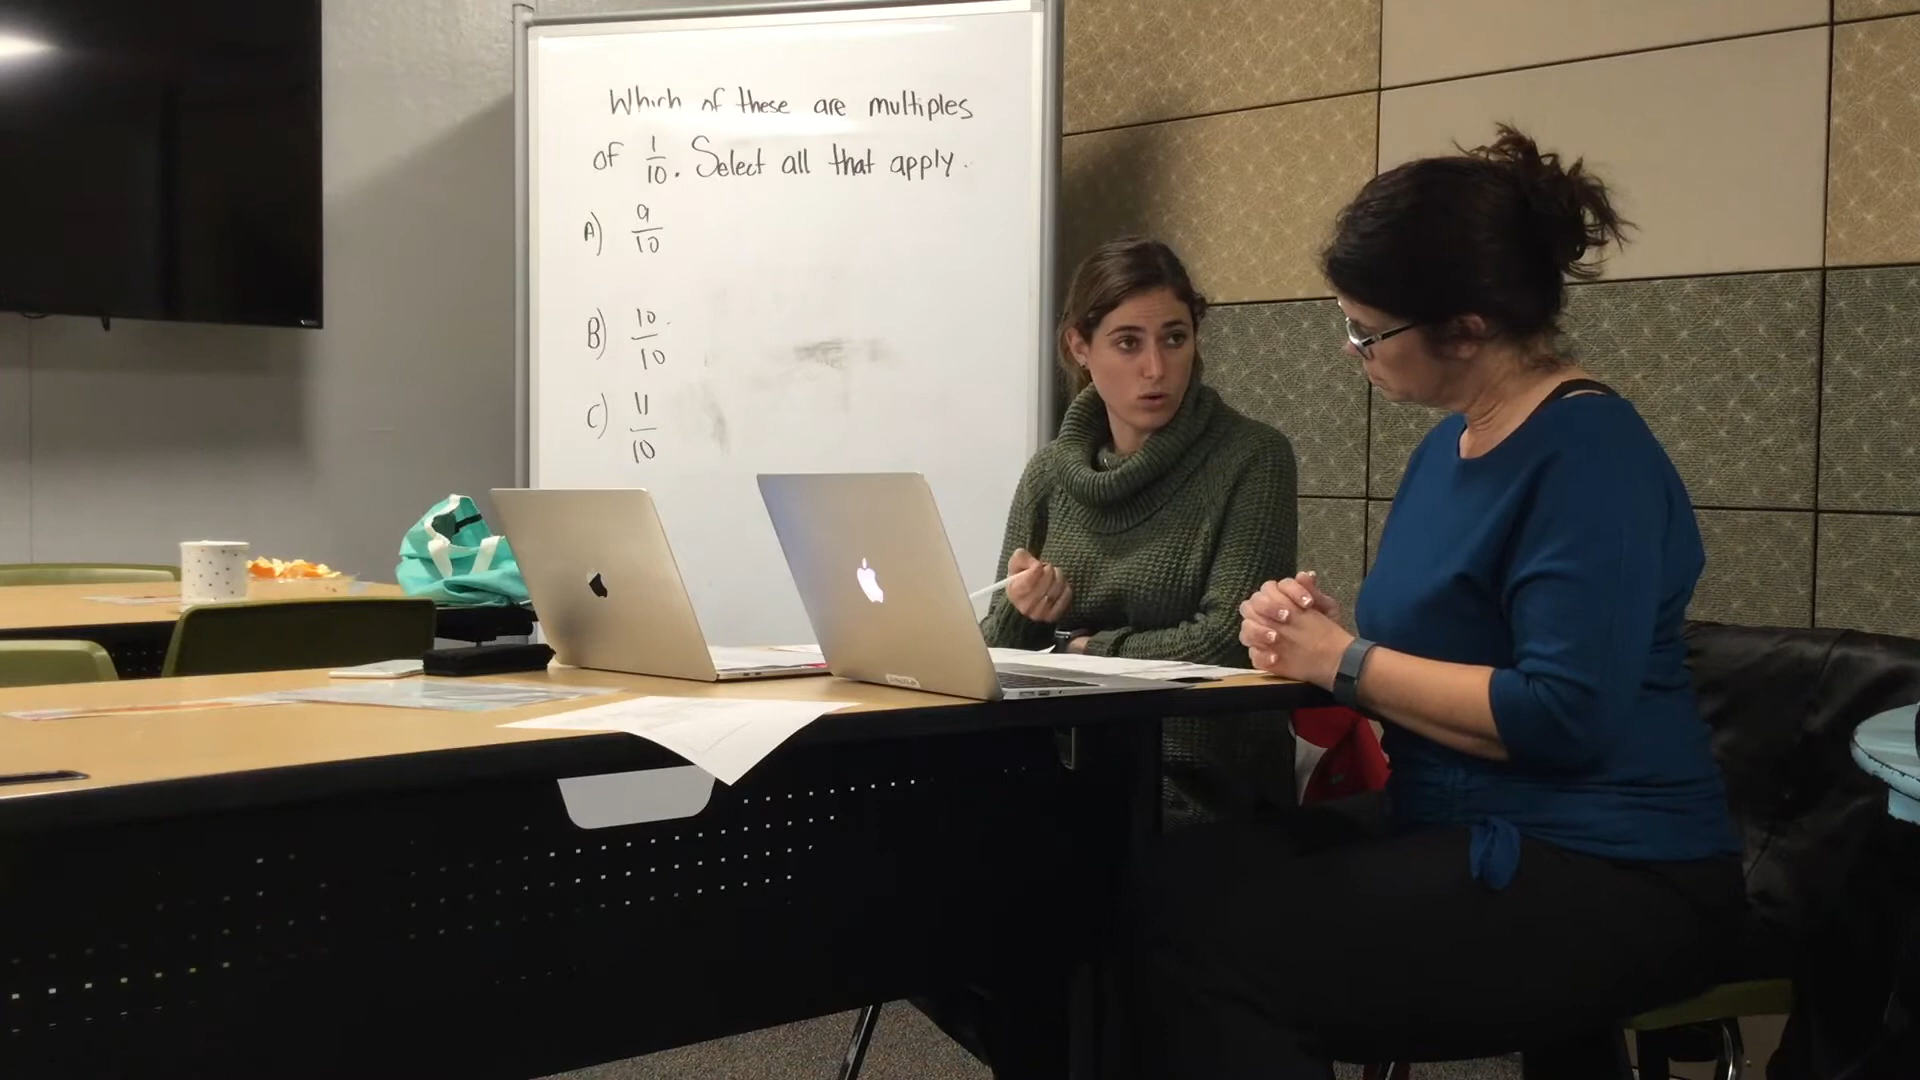 Which of these are multiples
of 1/10. Select all that apply.
A) 9/10
B) 10/10
C) 11/10